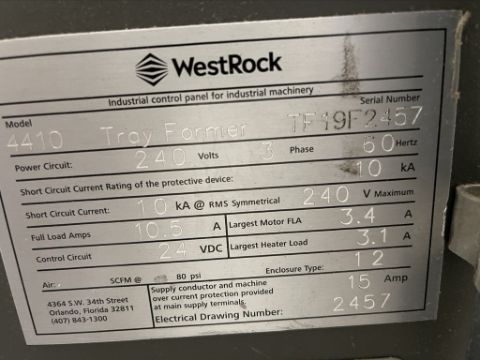 WestRock
Industrial control panel for industrial machinery
Model Serial Number
4410 Tray Former TF19F2457
Power Circuit: 240 Volts 3 Phase 60 Hertz
Short Circuit Current Rating of the protective device: 10 kA
Short Circuit Current: 10 kA @ RMS Symmetrical 240 V Maximum
Full Load Amps 10.5 A Largest Motor FLA 3.4 A
Control Circuit 24 VDC Largest Heater Load 3.1 A
Air: SCFM @ 80 psi Enclosure Type: 12
4364 S.W. 34th Street
Orlando, Florida 32811
(407) 843-1300
Supply conductor and machine
over current protection provided
at main supply terminals. 15 Amp
Electrical Drawing Number: 2457